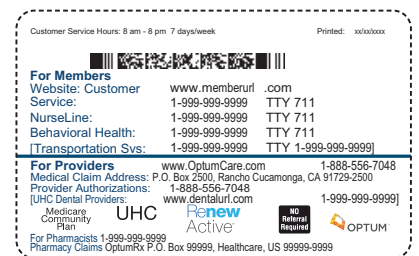 Customer Service Hours: 8 am - 8 pm 7 days/week Printed: xx/xx/xxxx
For Members
Website: Customer www.memberurl .com
Service: 1-999-999-9999 TTY 711
NurseLine: 1-999-999-9999 TTY 711
Behavioral Health: 1-999-999-9999 TTY 711
[Transportation Svs: 1-999-999-9999 TTY 1-999-999-9999]
For Providers www.OptumCare.com 1-888-556-7048
Medical Claim Address: P.O. Box 2500, Rancho Cucamonga, CA 91729-2500
Provider Authorizations: 1-888-556-7048
[UHC Dental Providers: www.dentalurl.com 1-999-999-9999]
Medicare Community Plan
UHC
Renew Active
NO Referral Required
OPTUM
For Pharmacists 1-999-999-9999
Pharmacy Claims OptumRx P.O. Box 99999, Healthcare, US 99999-9999